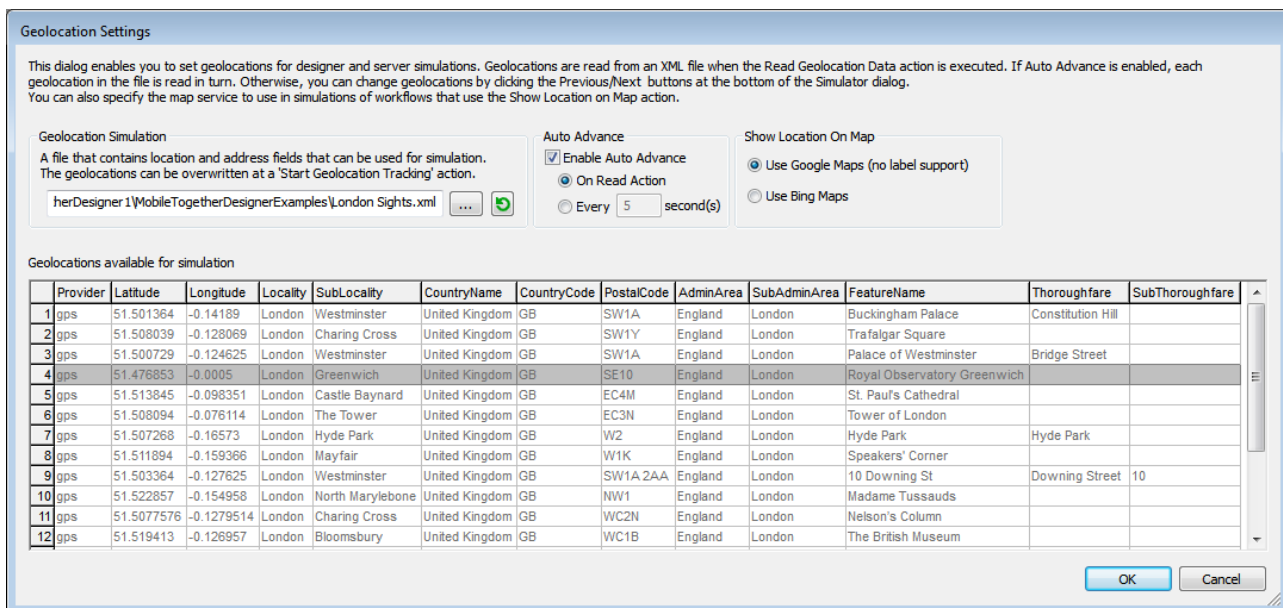 Geolocation Settings
This dialog enables you to set geolocations for designer and server simulations. Geolocations are read from an XML file when the Read Geolocation Data action is executed. If Auto Advance is enabled, each
geolocation in the file is read in turn. Otherwise, you can change geolocations by clicking the Previous/Next buttons at the bottom of the Simulator dialog.
You can also specify the map service to use in simulations of workflows that use the Show Location on Map action.
Geolocation Simulation
A file that contains location and address fields that can be used for simulation.
The geolocations can be overwritten at a 'Start Geolocation Tracking' action.
herDesigner1\MobileTogetherDesignerExamples\London Sights.xml ...
Auto Advance
Enable Auto Advance
On Read Action
Every 5 second(s)
Show Location On Map
Use Google Maps (no label support)
Use Bing Maps
Geolocations available for simulation
Provider Latitude Longitude Locality SubLocality CountryName CountryCode PostalCode AdminArea SubAdminArea FeatureName Thoroughfare SubThoroughfare
1 gps 51.501364 -0.14189 London Westminster United Kingdom GB SW1A England London Buckingham Palace Constitution Hill
2 gps 51.508039 -0.128069 London Charing Cross United Kingdom GB SW1Y England London Trafalgar Square
3 gps 51.500729 -0.124625 London Westminster United Kingdom GB SW1A England London Palace of Westminster Bridge Street
4 gps 51.476853 -0.0005 London Greenwich United Kingdom GB SE10 England London Royal Observatory Greenwich
5 gps 51.513845 -0.098351 London Castle Baynard United Kingdom GB EC4M England London St. Paul's Cathedral
6 gps 51.508094 -0.076114 London The Tower United Kingdom GB EC3N England London Tower of London
7 gps 51.507268 -0.16573 London Hyde Park United Kingdom GB W2 England London Hyde Park Hyde Park
8 gps 51.511894 -0.159366 London Mayfair United Kingdom GB W1K England London Speakers' Corner
9 gps 51.503364 -0.127625 London Westminster United Kingdom GB SW1A 2AA England London 10 Downing St Downing Street 10
10 gps 51.522857 -0.154958 London North Marylebone United Kingdom GB NW1 England London Madame Tussauds
11 gps 51.5077576 -0.1279514 London Charing Cross United Kingdom GB WC2N England London Nelson's Column
12 gps 51.519413 -0.126957 London Bloomsbury United Kingdom GB WC1B England London The British Museum
OK Cancel